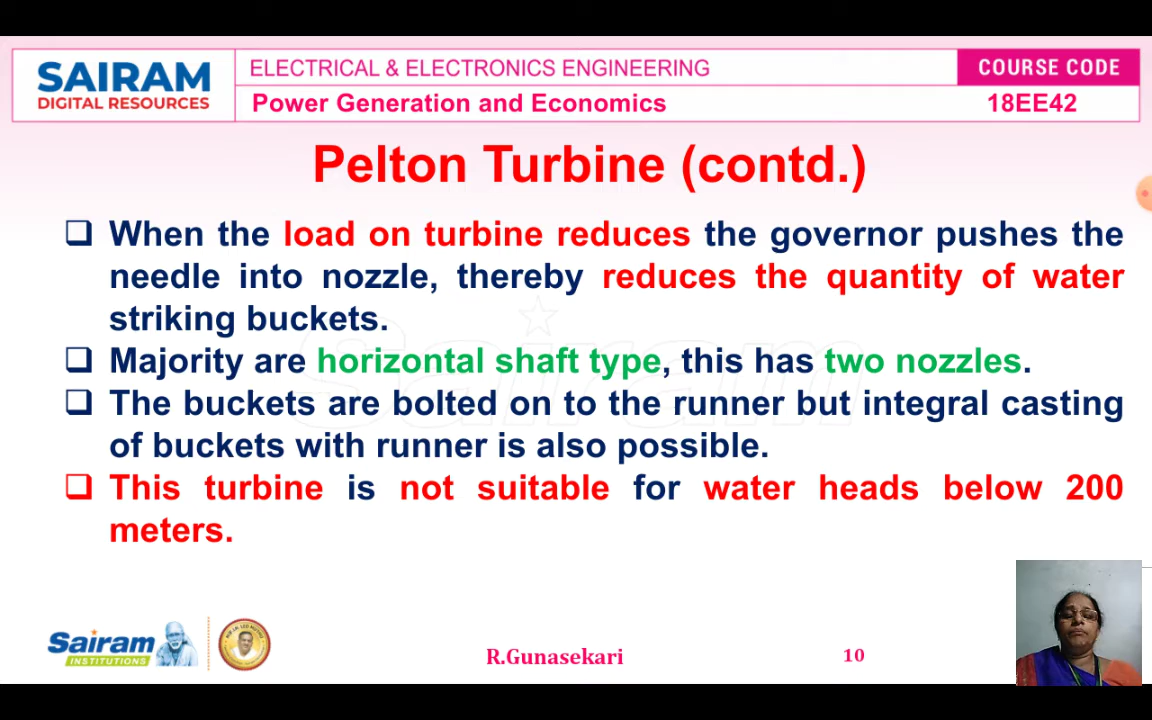 SAIRAM
DIGITAL RESOURCES
ELECTRICAL & ELECTRONICS ENGINEERING
COURSE CODE
Power Generation and Economics
18EE42
Pelton Turbine (contd.)
When the load on turbine reduces the governor pushes the
needle into nozzle, thereby reduces the quantity of water
striking buckets.
Majority are horizontal shaft type, this has two nozzles.
The buckets are bolted on to the runner but integral casting
of buckets with runner is also possible.
This turbine is not suitable for water heads below 200
meters.
Sairam
Sairam
INSTITUTIONS
R.Gunasekari
10